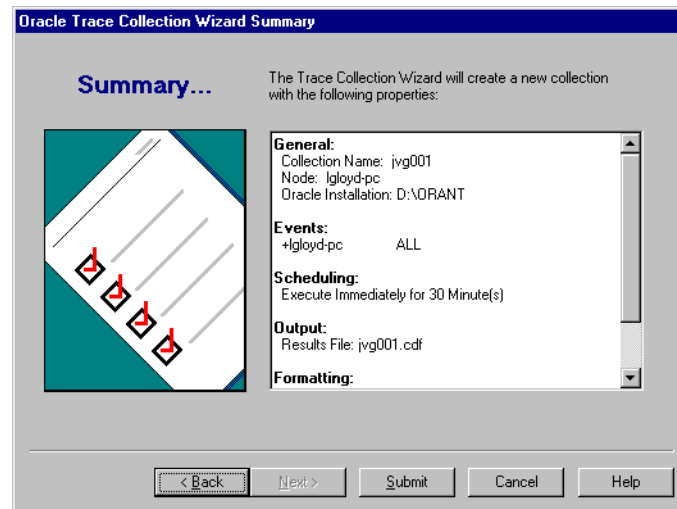 Oracle Trace Collection Wizard Summary
Summary...
The Trace Collection Wizard will create a new collection
with the following properties:
General:
Collection Name: jvg001
Node: lgloyd-pc
Oracle Installation: D:\ORANT
Events:
+lgloyd-pc ALL
Scheduling:
Execute Immediately for 30 Minute(s)
Output:
Results File: jvg001.cdf
Formatting:
< Back Next > Submit Cancel Help